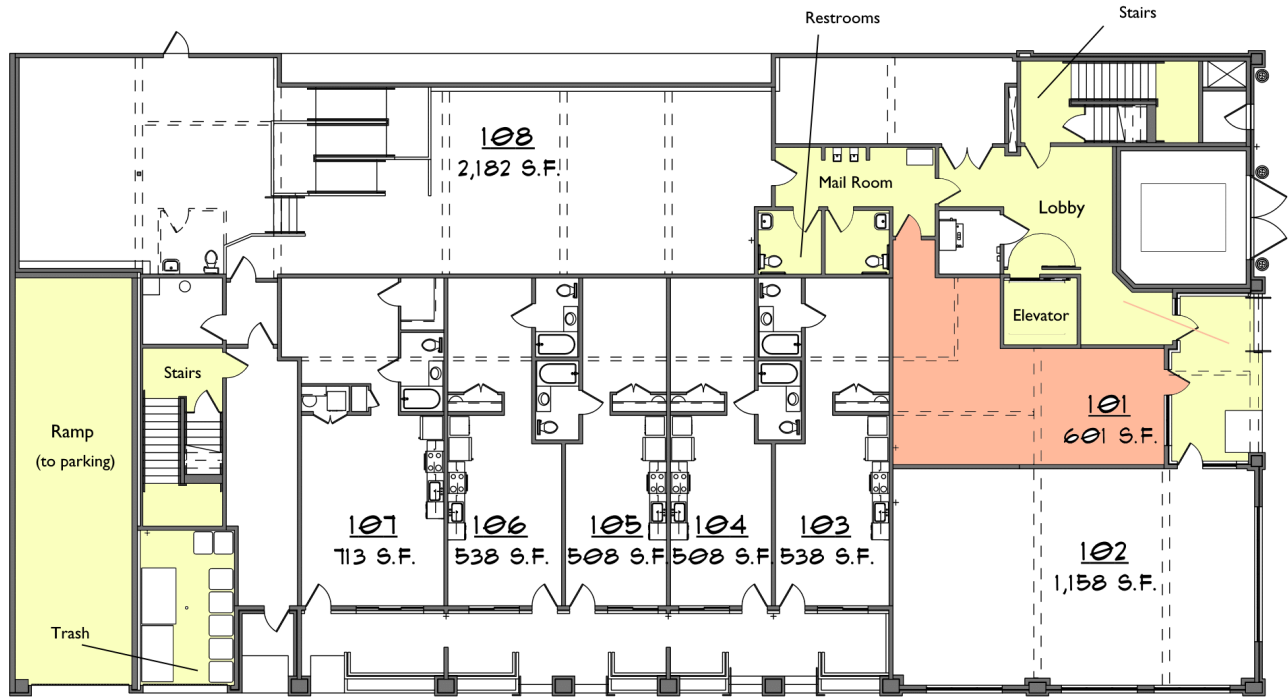 Restrooms
Stairs
108
2,182 S.F.
Mail Room
Lobby
Elevator
Stairs
Ramp
(to parking)
101
601 S.F.
107
713 S.F.
106
538 S.F.
105
508 S.F.
104
508 S.F.
103
538 S.F.
102
1,158 S.F.
Trash